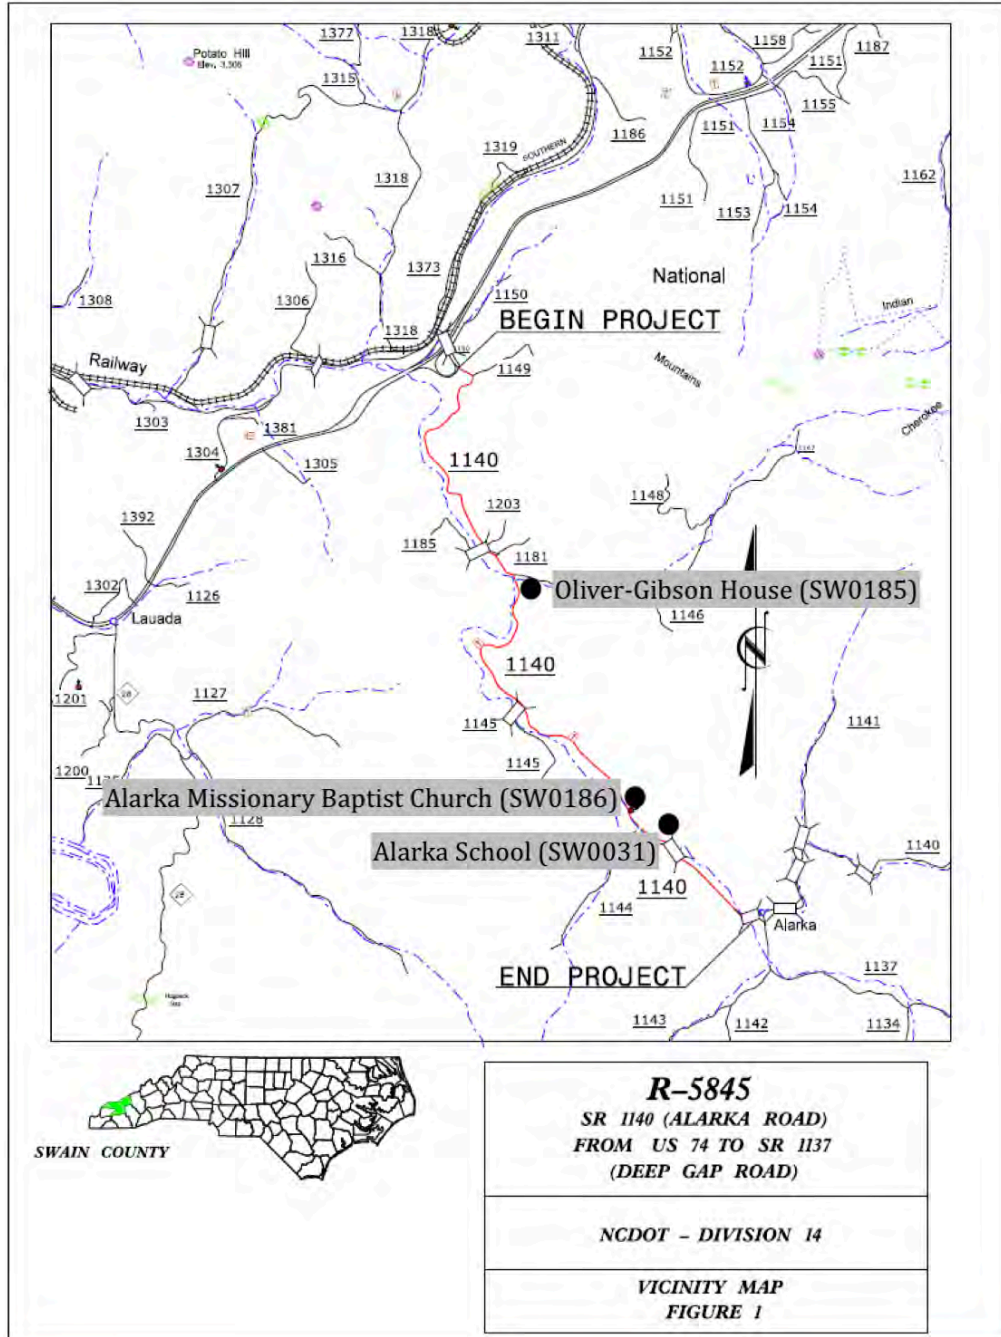 1377
1318
1311
1152
1158
1187
Potato Hill
Elev. 3,506
1315
1152
1151
1155
1186
1151
1154
1319
SOUTHERN
1307
1318
1162
1151
1153
1154
1316
1373
National
1308
1306
1150
Indian
1318
BEGIN PROJECT
Railway
Mountains
1149
1303
Cherokee
1381
1304
1305
1140
1148
1392
1203
1185
1181
1302
1126
Oliver-Gibson House (SW0185)
Lauada
1146
1140
1201
28
1127
1145
1141
1145
1200
Alarka Missionary Baptist Church (SW0186)
1128
Alarka School (SW0031)
1140
1140
28
1144
Alarka
END PROJECT
1137
1143
1142
1134
SWAIN COUNTY
R-5845
SR 1140 (ALARKA ROAD)
FROM US 74 TO SR 1137
(DEEP GAP ROAD)
NCDOT - DIVISION 14
VICINITY MAP
FIGURE 1